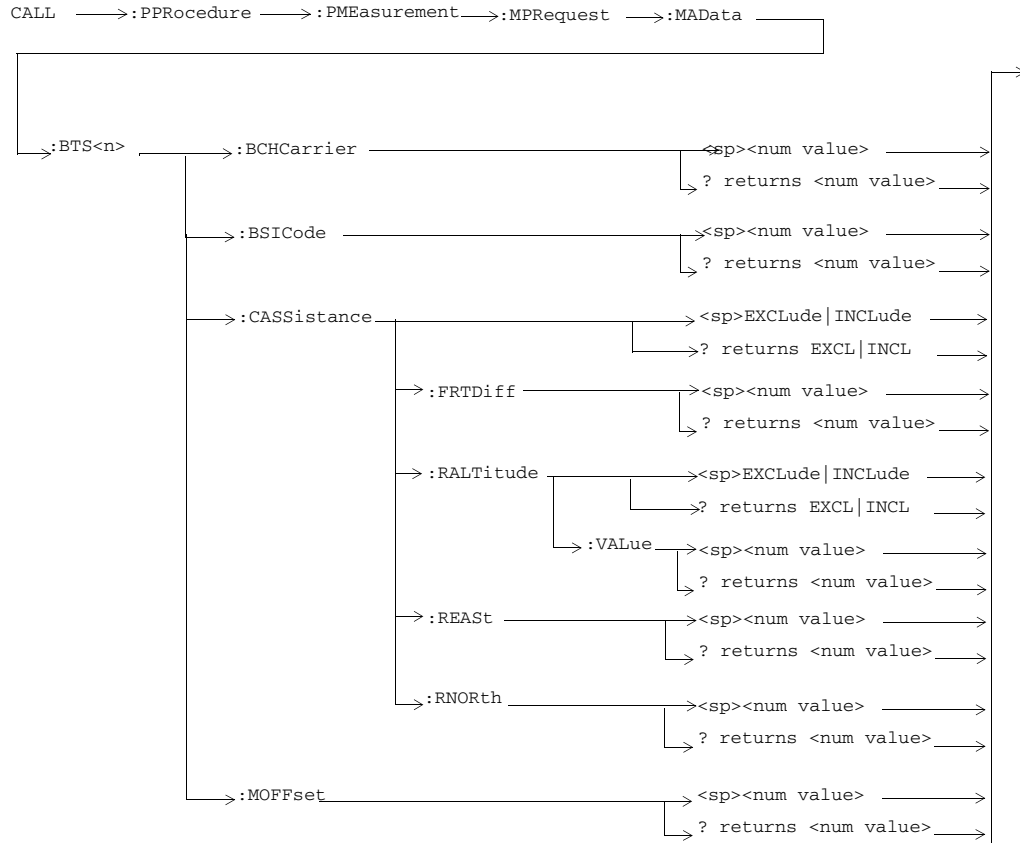 CALL :PPRocedure :PMEasurement :MPRequest :MAData
:BTS<n> :BCHCarrier <sp><num value>
? returns <num value>
:BSICode <sp><num value>
? returns <num value>
:CASSistance <sp>EXCLude|INCLude
? returns EXCL|INCL
:FRTDiff <sp><num value>
? returns <num value>
:RALTitude <sp>EXCLude|INCLude
? returns EXCL|INCL
:VALue <sp><num value>
? returns <num value>
:REASt <sp><num value>
? returns <num value>
:RNORth <sp><num value>
? returns <num value>
:MOFFset <sp><num value>
? returns <num value>